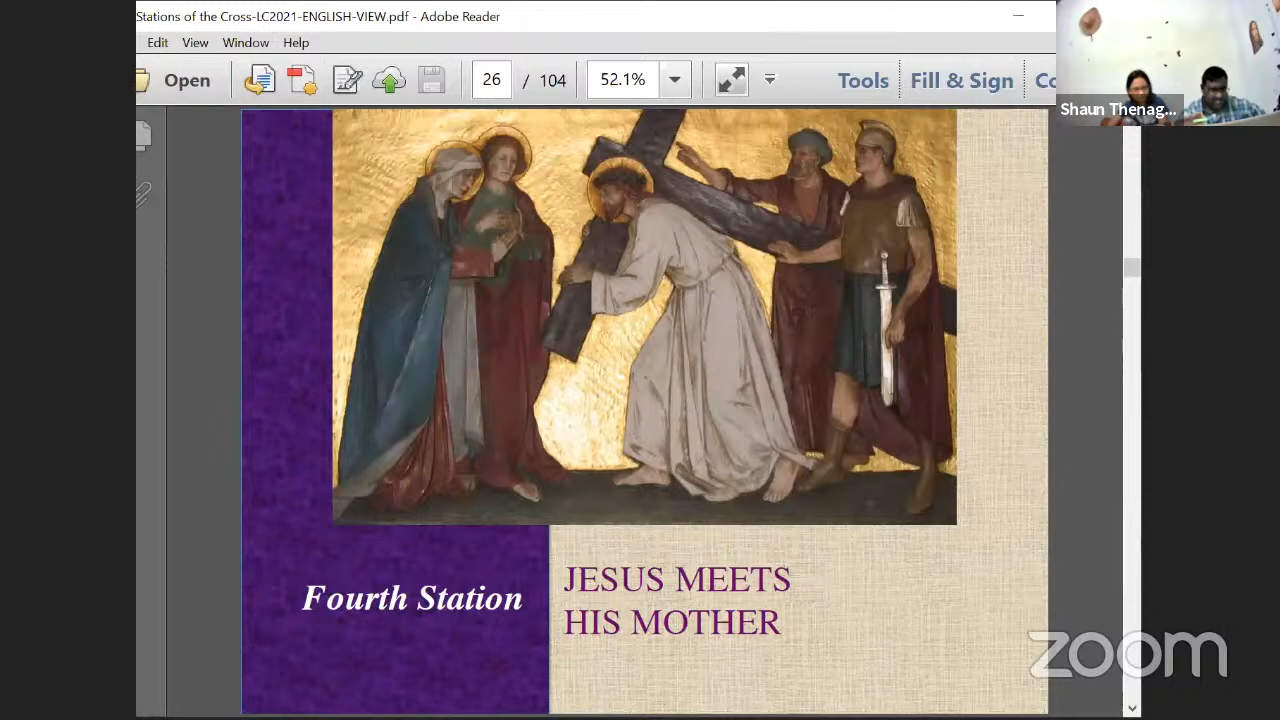 Stations of the Cross-LC2021-ENGLISH-VIEW.pdf - Adobe Reader
Edit View Window Help
Open 26 / 104 52.1% Tools Fill & Sign Co
Shaun Thenag...
Fourth Station
JESUS MEETS
HIS MOTHER
zoom